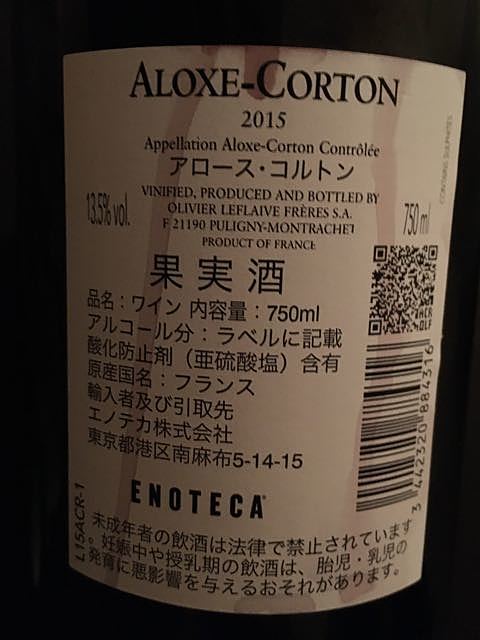 ALOXE-CORTON
2015
Appellation Aloxe-Corton Contrôlée
アロース・コルトン
VINIFIED, PRODUCED AND BOTTLED BY
OLIVIER LEFLAIVE FRÈRES S.A.
F 21190 PULIGNY-MONTRACHET
PRODUCT OF FRANCE
13.5% vol.
750 ml
CONTAINS SULPHITES
果実酒
品名：ワイン 内容量：750ml
アルコール分：ラベルに記載
酸化防止剤（亜硫酸塩）含有
原産国名：フランス
輸入者及び引取先
エノテカ株式会社
東京都港区南麻布5-14-15
ACR
OLF
3 442320 884316
ENOTECA
L15ACR-1
未成年者の飲酒は法律で禁止されています
。妊娠中や授乳期の飲酒は、胎児・乳児の
発育に悪影響を与えるおそれがあります。